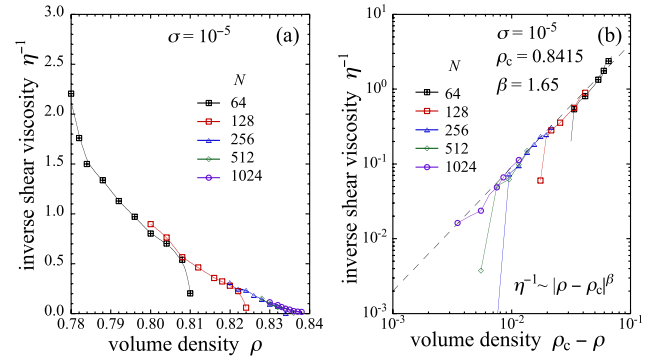 σ = 10⁻⁵ (a)
N
64
128
256
512
1024
inverse shear viscosity η⁻¹
3.0
2.5
2.0
1.5
1.0
0.5
0.0
0.78 0.79 0.80 0.81 0.82 0.83 0.84
volume density ρ
σ = 10⁻⁵ (b)
ρc = 0.8415
β = 1.65
N
64
128
256
512
1024
η⁻¹~ |ρ − ρc|^β
inverse shear viscosity η⁻¹
10¹
10⁰
10⁻¹
10⁻²
10⁻³
10⁻³ 10⁻² 10⁻¹
volume density ρc − ρ